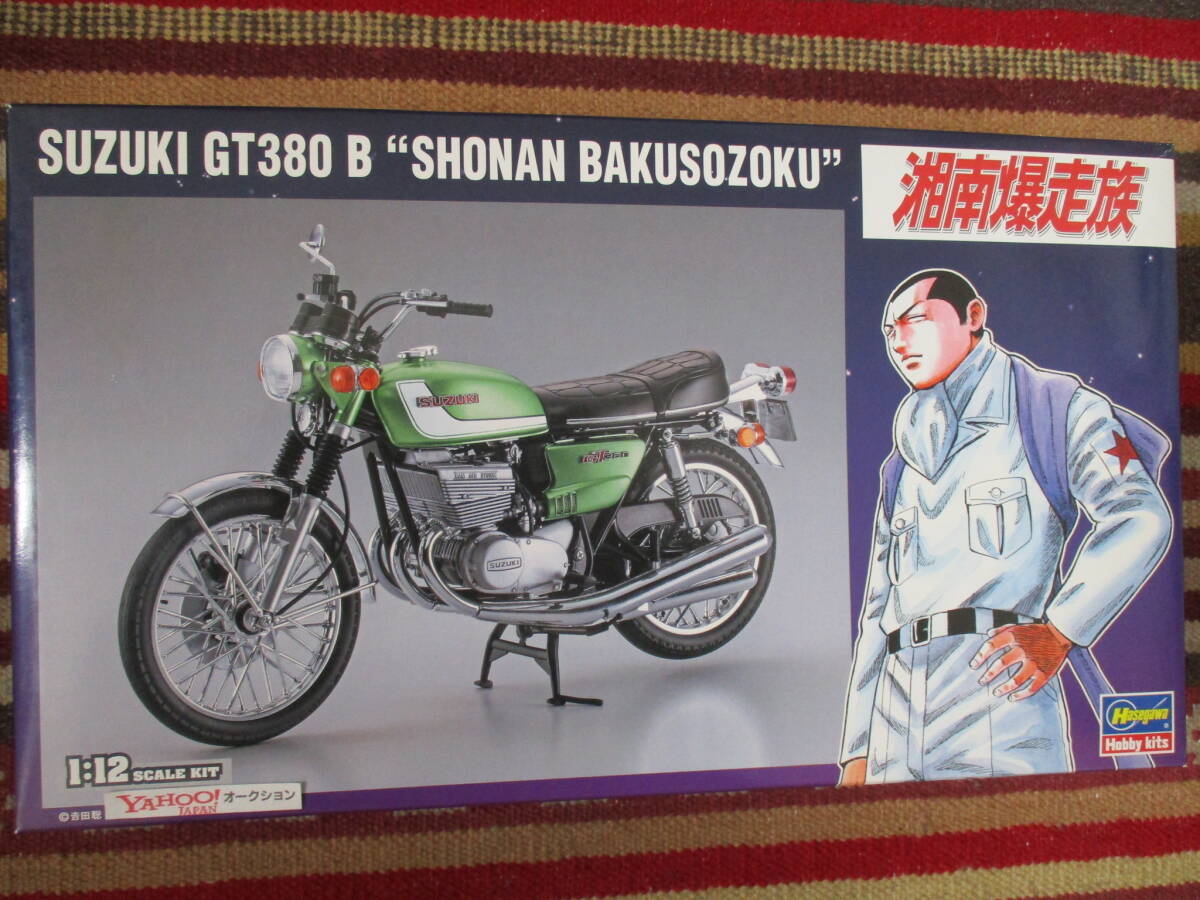 SUZUKI GT380 B “SHONAN BAKUSOZOKU”
湘南爆走族
SUZUKI
SUZUKI
1:12 SCALE KIT
YAHOO! JAPAN オークション
©吉田聡
Hasegawa
Hobby kits